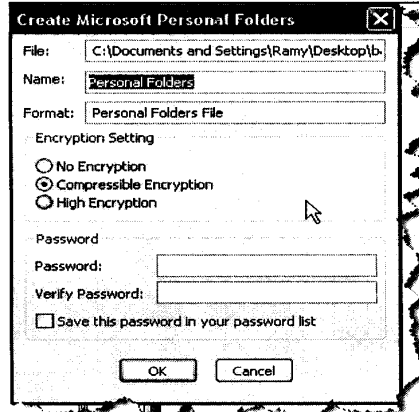 Create Microsoft Personal Folders
File: C:\Documents and Settings\Ramy\Desktop\b
Name: Personal Folders
Format: Personal Folders File
Encryption Setting
No Encryption
Compressible Encryption
High Encryption
Password
Password:
Verify Password:
Save this password in your password list
OK Cancel